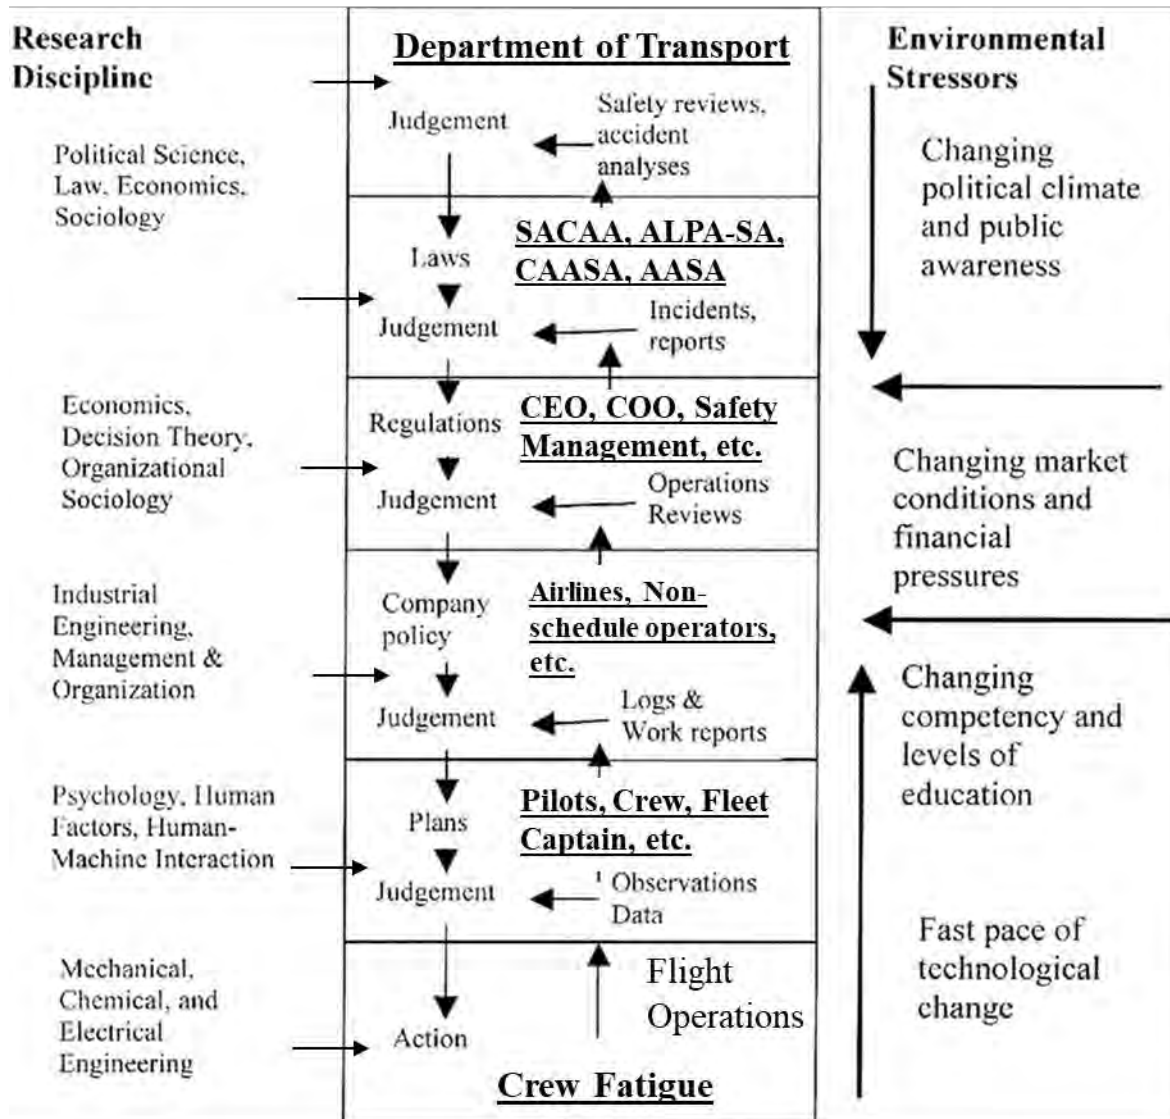 Research
Discipline
Political Science,
Law, Economics,
Sociology
Economics,
Decision Theory,
Organizational
Sociology
Industrial
Engineering,
Management &
Organization
Psychology, Human
Factors, Human-
Machine Interaction
Mechanical,
Chemical, and
Electrical
Engineering
Department of Transport
Judgement
Safety reviews,
accident
analyses
SACAA, ALPA-SA,
CAASA, AASA
Laws
Judgement
Incidents,
reports
CEO, COO, Safety
Management, etc.
Regulations
Judgement
Operations
Reviews
Airlines, Non-
schedule operators,
etc.
Company
policy
Judgement
Logs &
Work reports
Pilots, Crew, Fleet
Captain, etc.
Plans
Judgement
Observations
Data
Flight
Operations
Action
Crew Fatigue
Environmental
Stressors
Changing
political climate
and public
awareness
Changing market
conditions and
financial
pressures
Changing
competency and
levels of
education
Fast pace of
technological
change